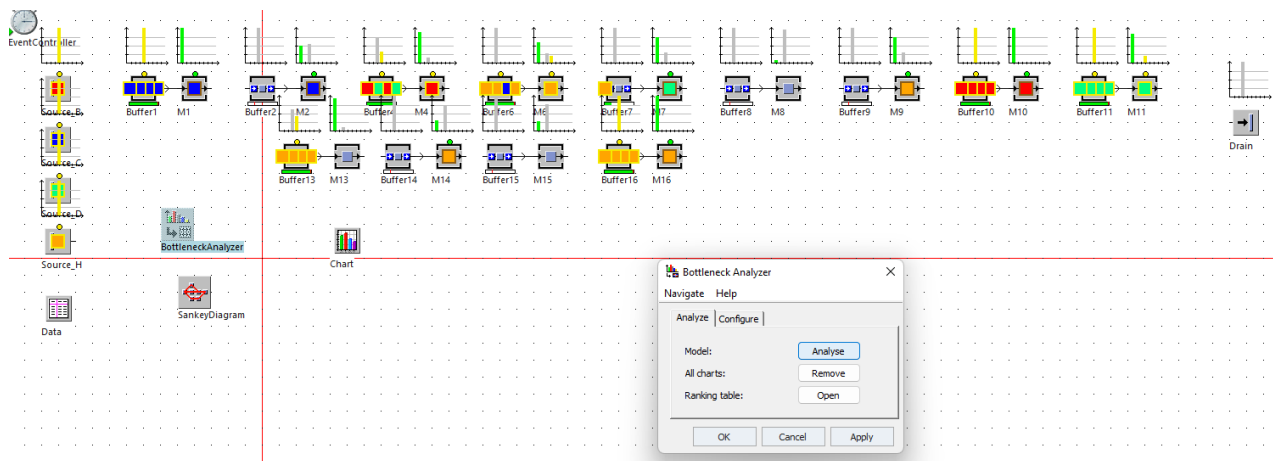 EventController
Buffer1 M1 Buffer2 M2 Buffer4 M4 Buffer6 M6 Buffer7 M7 Buffer8 M8 Buffer9 M9 Buffer10 M10 Buffer11 M11
Source_B
Drain
Source_C
Buffer13 M13 Buffer14 M14 Buffer15 M15 Buffer16 M16
Source_D
BottleneckAnalyzer
Source_H
Chart
SankeyDiagram
Data
Bottleneck Analyzer
Navigate Help
Analyze Configure
Model: Analyse
All charts: Remove
Ranking table: Open
OK Cancel Apply